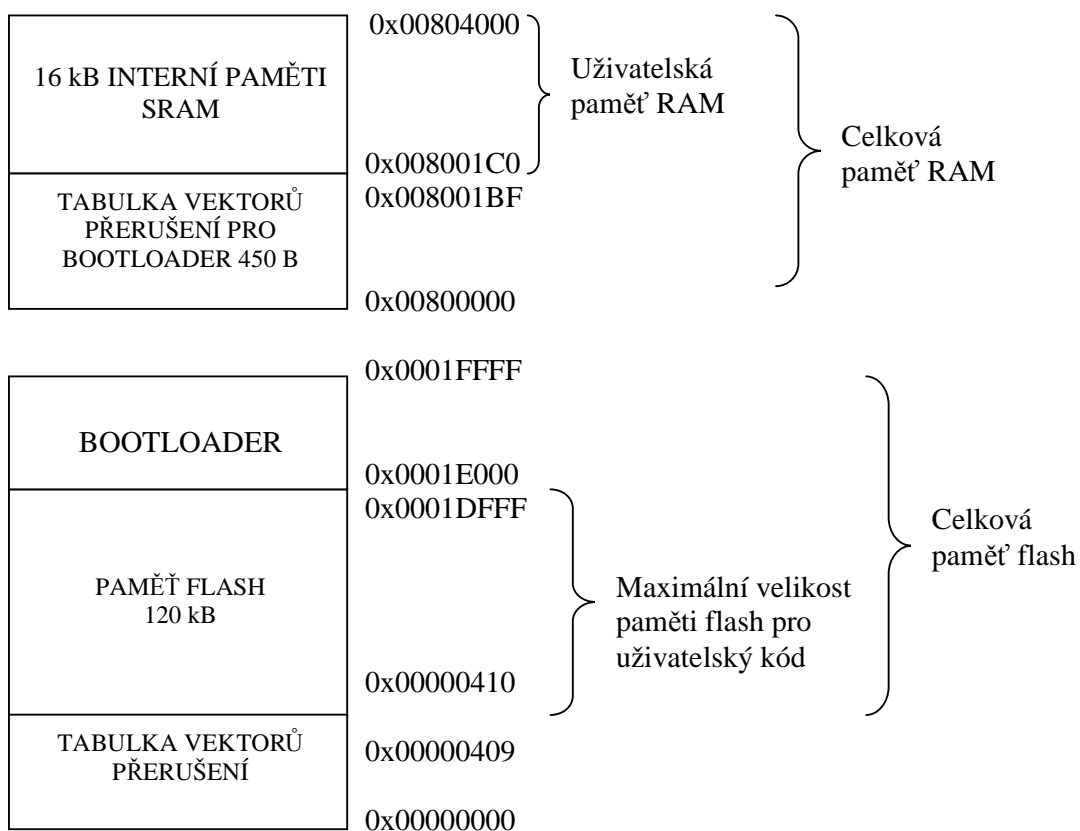 0x00804000
16 kB INTERNÍ PAMĚTI
SRAM
Uživatelská
paměť RAM
0x008001C0
Celková
paměť RAM
0x008001BF
TABULKA VEKTORŮ
PŘERUŠENÍ PRO
BOOTLOADER 450 B
0x00800000
0x0001FFFF
BOOTLOADER
0x0001E000
0x0001DFFF
Celková
paměť flash
PAMĚŤ FLASH
120 kB
Maximální velikost
paměti flash pro
uživatelský kód
0x00000410
TABULKA VEKTORŮ
PŘERUŠENÍ
0x00000409
0x00000000